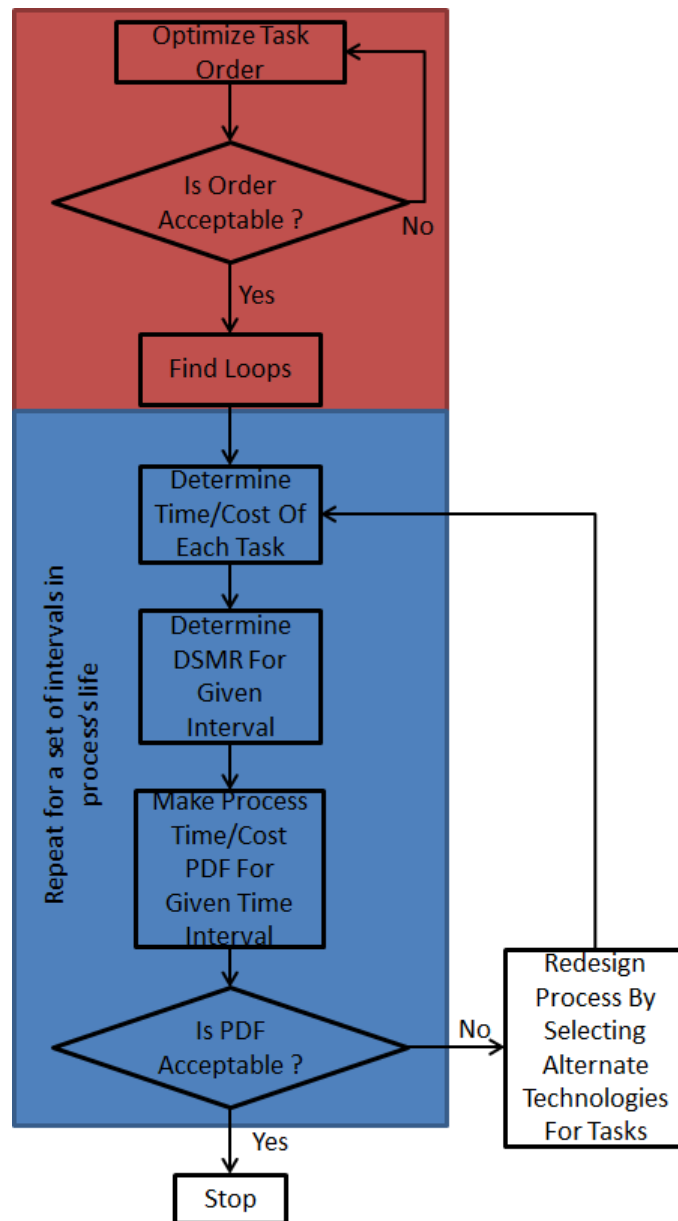 Optimize Task
Order
Is Order
Acceptable ?
No
Yes
Find Loops
Determine
Time/Cost Of
Each Task
Repeat for a set of intervals in
process's life
Determine
DSMR For
Given
Interval
Make Process
Time/Cost
PDF For
Given Time
Interval
Is PDF
Acceptable ?
No
Redesign
Process By
Selecting
Alternate
Technologies
For Tasks
Yes
Stop